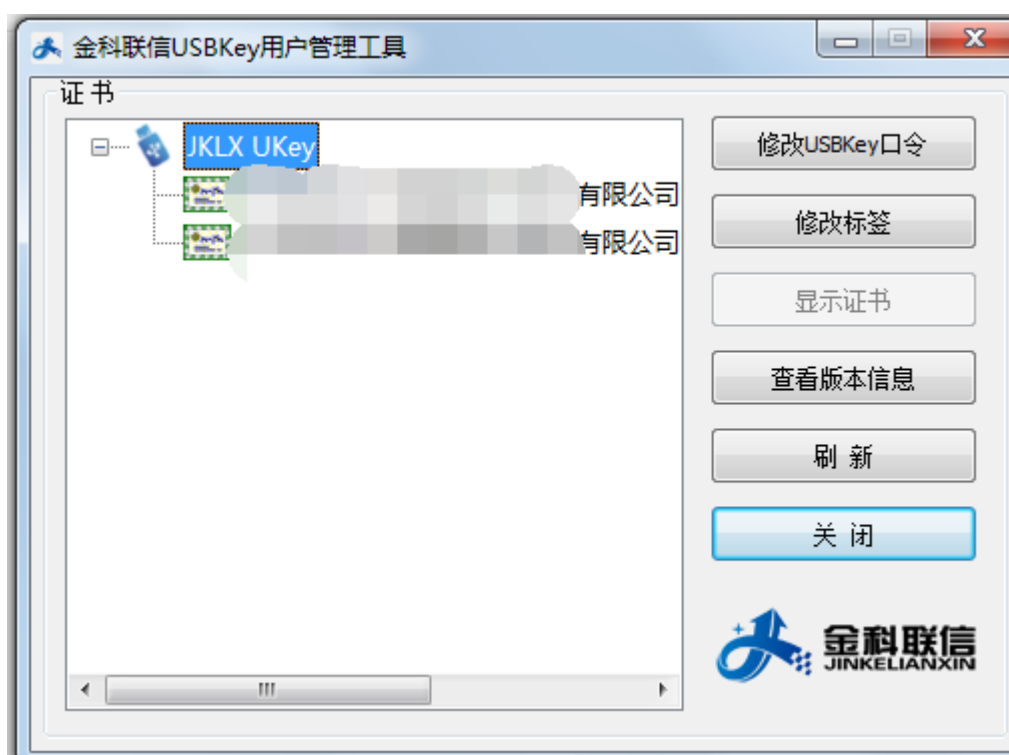 金科联信USBKey用户管理工具
证书
JKLX UKey
有限公司
有限公司
修改USBKey口令
修改标签
显示证书
查看版本信息
刷 新
关 闭
金科联信
JINKELIANXIN